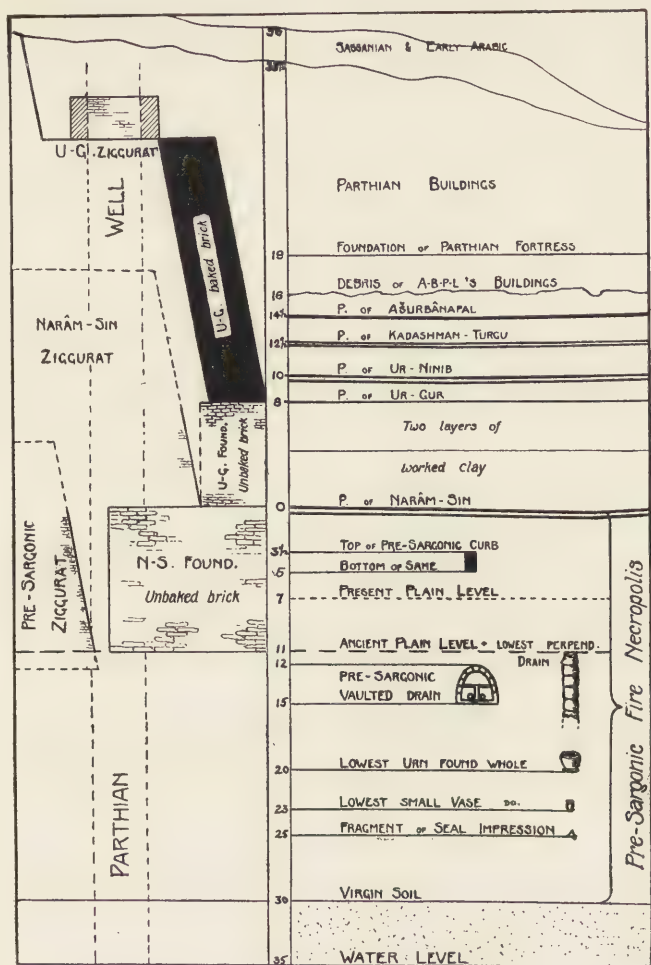 36
SASSANIAN & EARLY ARABIC
U-G. ZIGGURAT
WELL
U-G. baked brick
PARTHIAN BUILDINGS
19
FOUNDATION OF PARTHIAN FORTRESS
DEBRIS OF A-B-P-L'S BUILDINGS
16
14½ P. OF AŠURBÂNAPAL
NARÂM-SIN
ZIGGURAT
12½ P. OF KADASHMAN-TURGU
10 P. OF UR-NINIB
8 P. OF UR-GUR
U-G. FOUND.
Unbaked brick
Two layers of
worked clay
0 P. OF NARÂM-SIN
PRE-SARGONIC
ZIGGURAT
N-S. FOUND.
Unbaked brick
3½ TOP OF PRE-SARGONIC CURB
BOTTOM OF SAME
7 PRESENT PLAIN LEVEL
11 ANCIENT PLAIN LEVEL + LOWEST PERPEND.
DRAIN
12
PRE-SARGONIC
15 VAULTED DRAIN
20 LOWEST URN FOUND WHOLE
23 LOWEST SMALL VASE DO.
25 FRAGMENT OF SEAL IMPRESSION
PARTHIAN
30 VIRGIN SOIL
35 WATER LEVEL
Pre-Sargonic Fire Necropolis